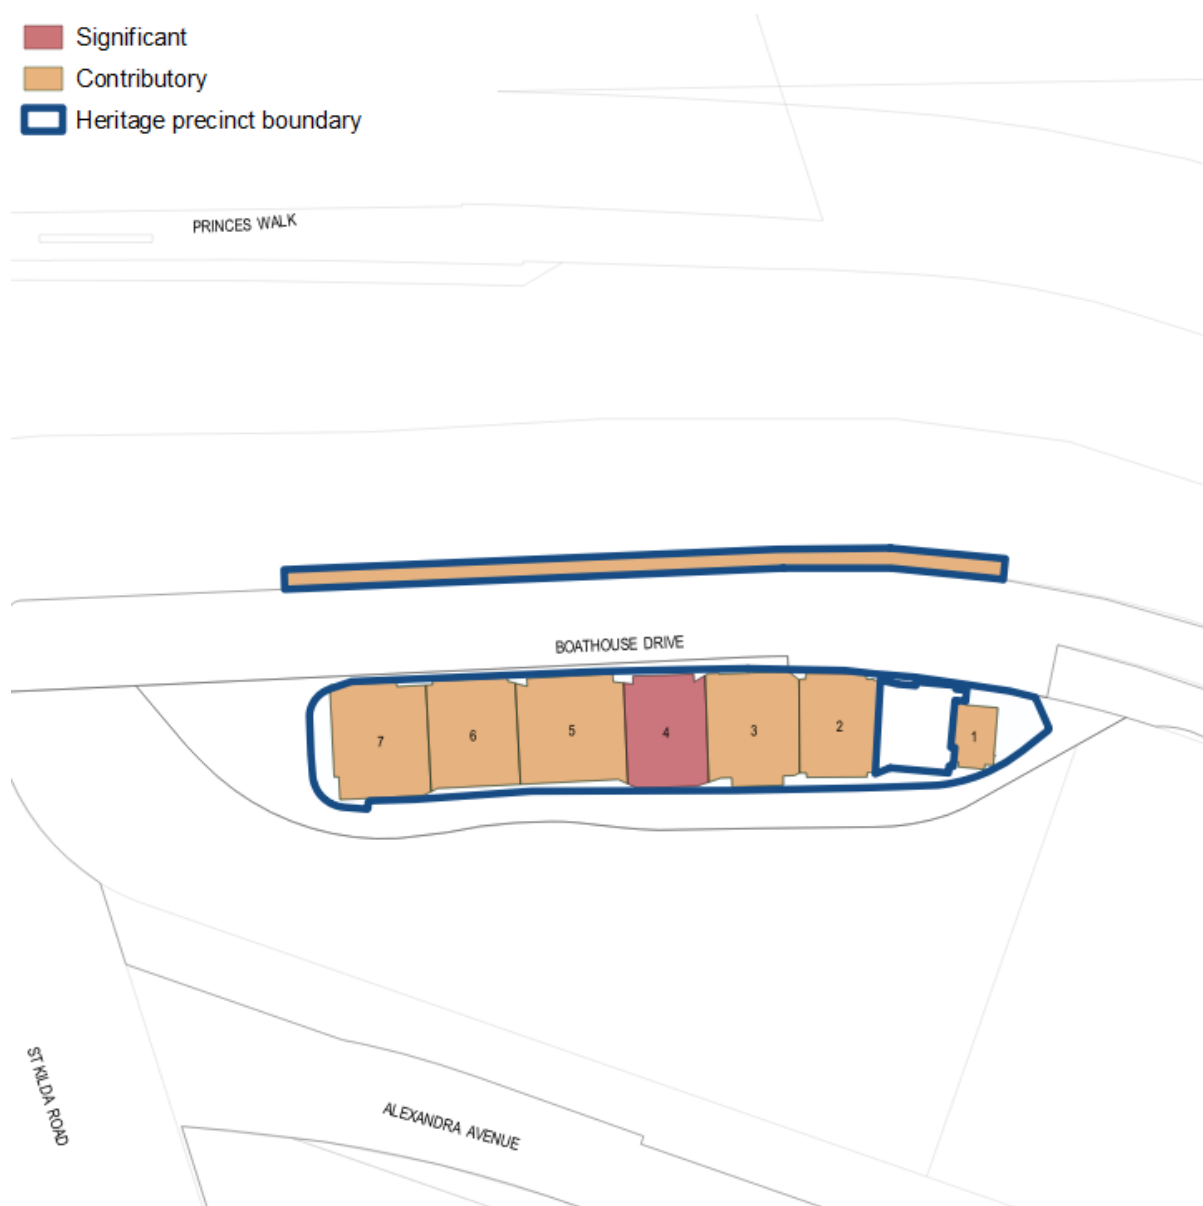 Significant
Contributory
Heritage precinct boundary
PRINCES WALK
BOATHOUSE DRIVE
7
6
5
4
3
2
1
ST KILDA ROAD
ALEXANDRA AVENUE